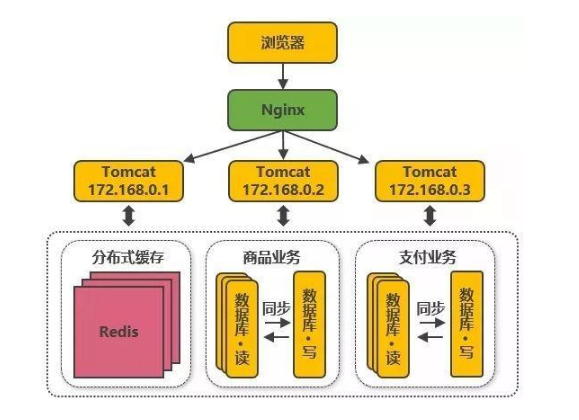 浏览器
Nginx
Tomcat
172.168.0.1
Tomcat
172.168.0.2
Tomcat
172.168.0.3
分布式缓存
Redis
商品业务
数据库·读
同步
数据库·写
支付业务
数据库·读
同步
数据库·写